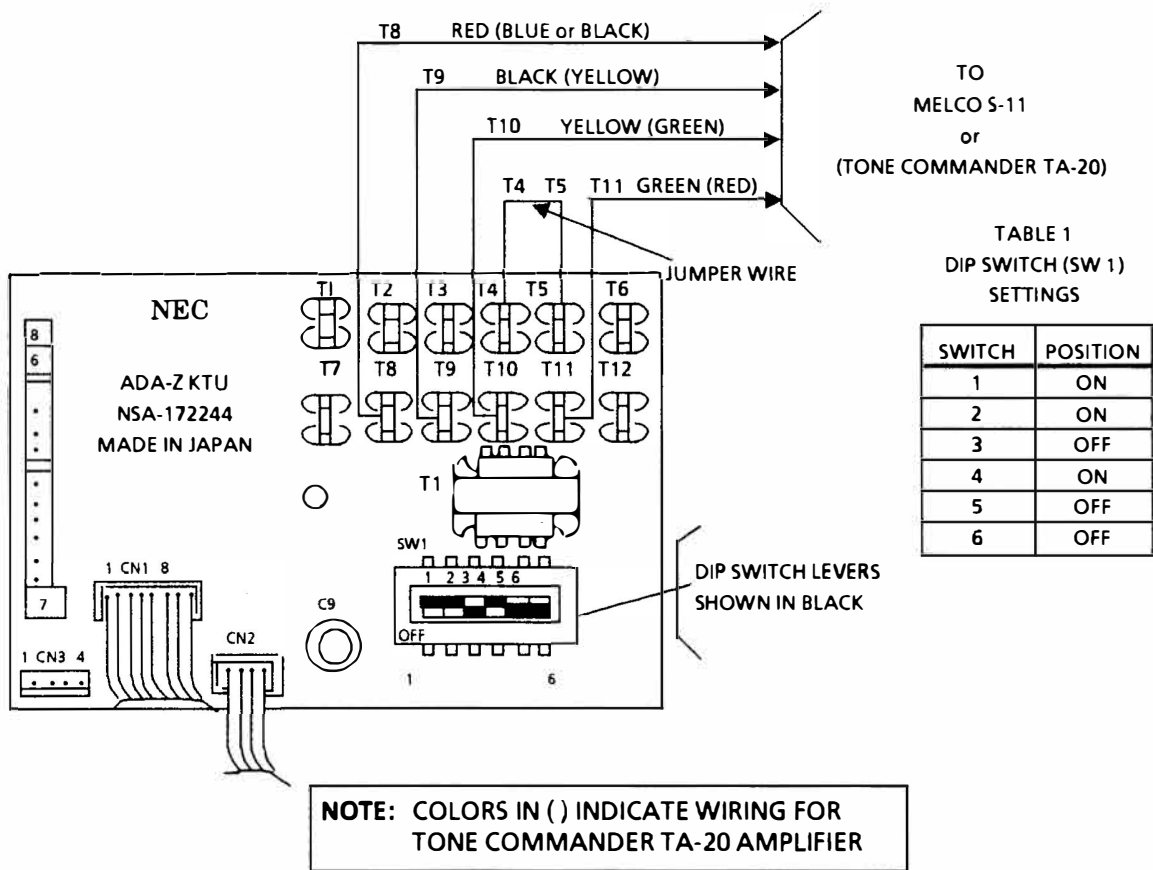 T8 RED (BLUE or BLACK)
T9 BLACK (YELLOW)
T10 YELLOW (GREEN)
T4 T5 T11 GREEN (RED)
TO
MELCO S-11
or
(TONE COMMANDER TA-20)
JUMPER WIRE
TABLE 1
DIP SWITCH (SW 1)
SETTINGS
SWITCH POSITION
1 ON
2 ON
3 OFF
4 ON
5 OFF
6 OFF
NEC
ADA-Z KTU
NSA-172244
MADE IN JAPAN
8
6
7
T1 T2 T3 T4 T5 T6
T7 T8 T9 T10 T11 T12
T1
SW1
1 2 3 4 5 6
OFF
1 6
DIP SWITCH LEVERS
SHOWN IN BLACK
1 CN1 8
C9
CN2
1 CN3 4
NOTE: COLORS IN ( ) INDICATE WIRING FOR
TONE COMMANDER TA-20 AMPLIFIER